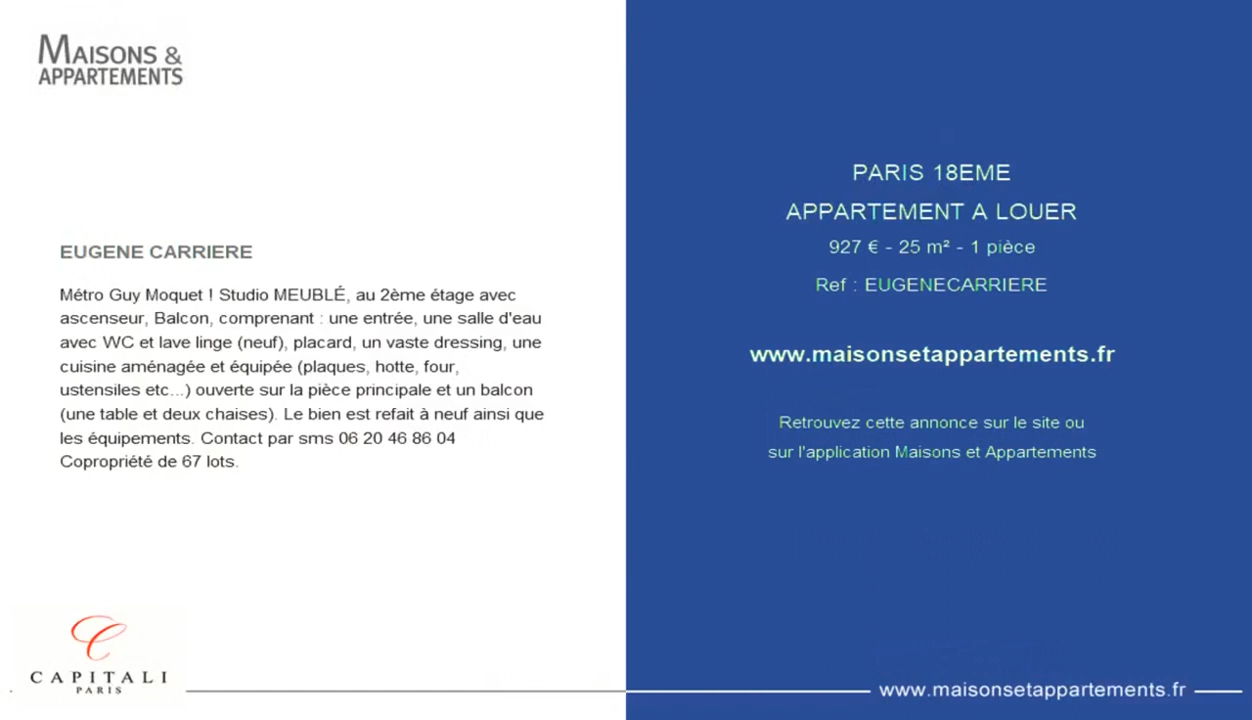 MAISONS &
APPARTEMENTS
EUGENE CARRIERE
Métro Guy Moquet ! Studio MEUBLÉ, au 2ème étage avec
ascenseur, Balcon, comprenant : une entrée, une salle d'eau
avec WC et lave linge (neuf), placard, un vaste dressing, une
cuisine aménagée et équipée (plaques, hotte, four,
ustensiles etc...) ouverte sur la pièce principale et un balcon
(une table et deux chaises). Le bien est refait à neuf ainsi que
les équipements. Contact par sms 06 20 46 86 04
Copropriété de 67 lots.
CAPITALI
PARIS
PARIS 18EME
APPARTEMENT A LOUER
927 € - 25 m² - 1 pièce
Ref : EUGENECARRIERE
www.maisonsetappartements.fr
Retrouvez cette annonce sur le site ou
sur l'application Maisons et Appartements
www.maisonsetappartements.fr